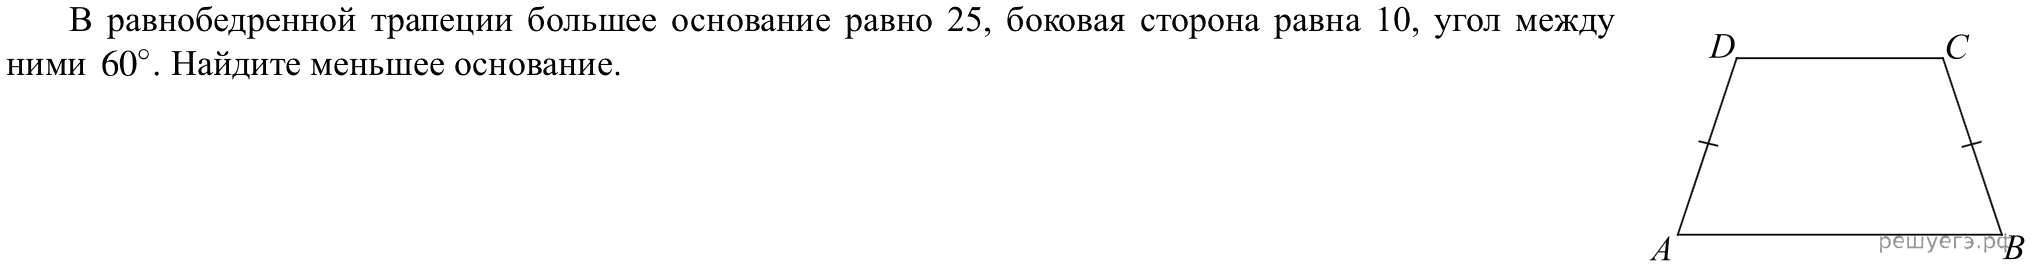 В равнобедренной трапеции большее основание равно 25, боковая сторона равна 10, угол между
ними 60°. Найдите меньшее основание.
D
C
A
B
решуегэ.рф